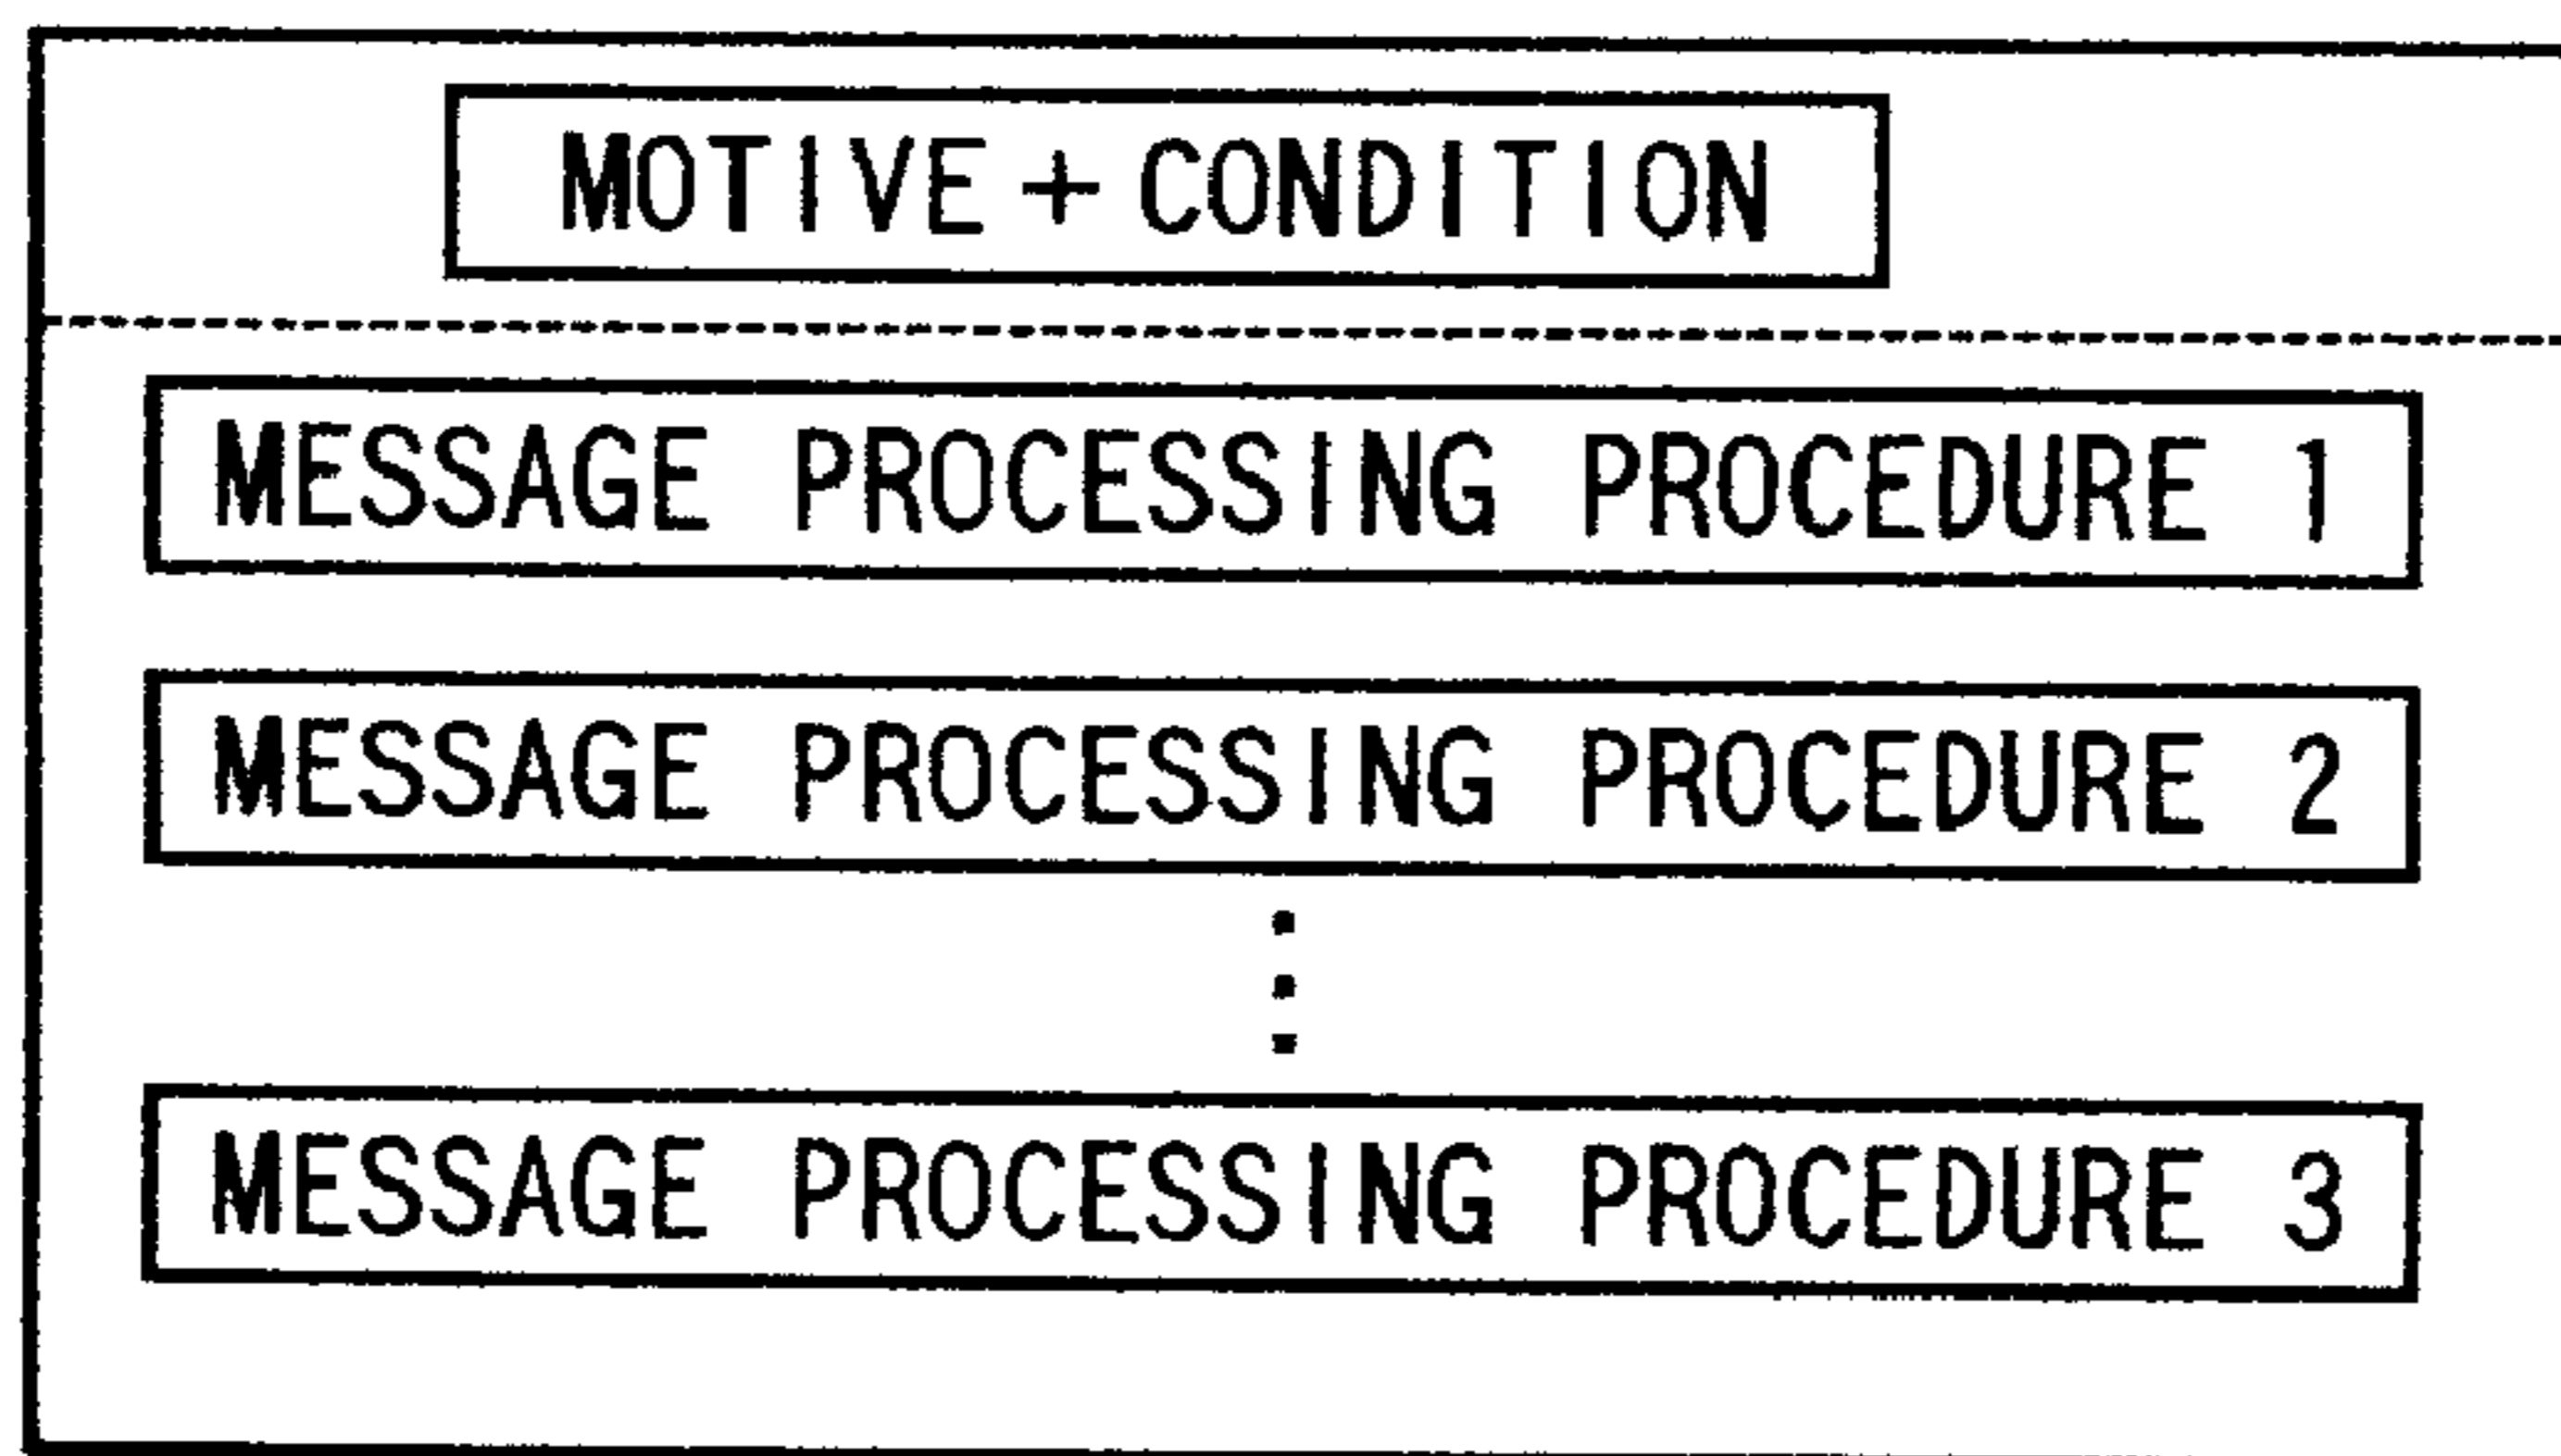 MOTIVE + CONDITION
MESSAGE PROCESSING PROCEDURE 1
MESSAGE PROCESSING PROCEDURE 2
MESSAGE PROCESSING PROCEDURE 3